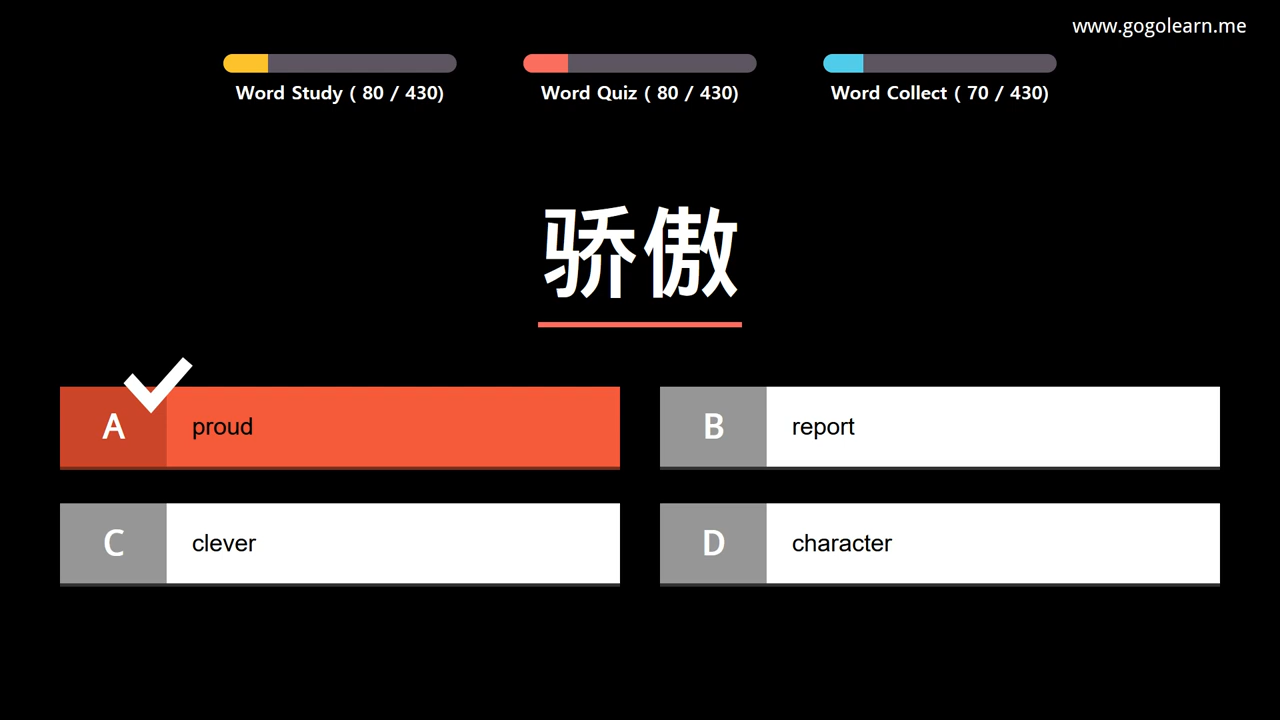 www.gogolearn.me
Word Study ( 80 / 430)
Word Quiz ( 80 / 430)
Word Collect ( 70 / 430)
骄傲
A proud
B report
C clever
D character